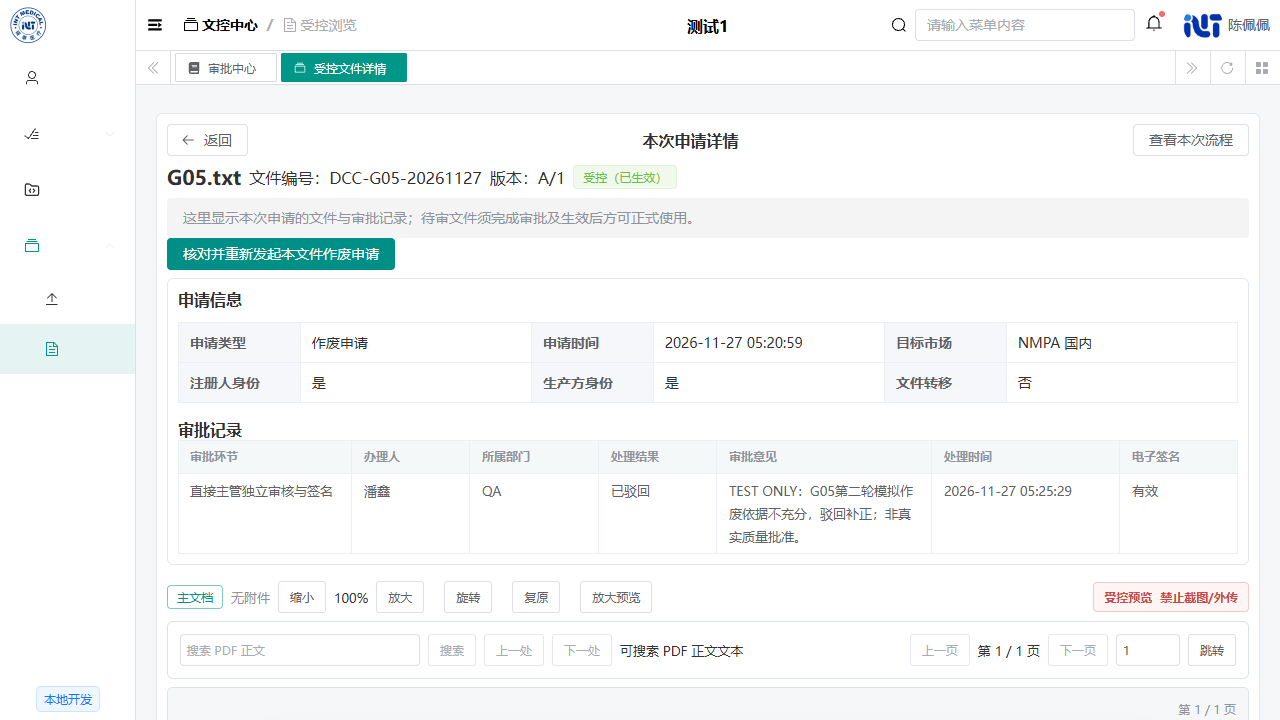 文控中心 / 受控浏览
测试1
请输入菜单内容
陈佩佩
审批中心
受控文件详情
返回
本次申请详情
查看本次流程
G05.txt 文件编号：DCC-G05-20261127 版本：A/1 受控（已生效）
这里显示本次申请的文件与审批记录；待审文件须完成审批及生效后方可正式使用。
核对并重新发起本文件作废申请
申请信息
申请类型 作废申请 申请时间 2026-11-27 05:20:59 目标市场 NMPA 国内
注册人身份 是 生产方身份 是 文件转移 否
审批记录
审批环节 办理人 所属部门 处理结果 审批意见 处理时间 电子签名
直接主管独立审核与签名 潘鑫 QA 已驳回 TEST ONLY：G05第二轮模拟作 2026-11-27 05:25:29 有效
废依据不充分，驳回补正；非真
实质量批准。
主文档 无附件 缩小 100% 放大 旋转 复原 放大预览 受控预览 禁止截图/外传
搜索 PDF 正文 搜索 上一处 下一处 可搜索 PDF 正文文本 上一页 第 1 / 1 页 下一页 1 跳转
本地开发
第 1 / 1 页